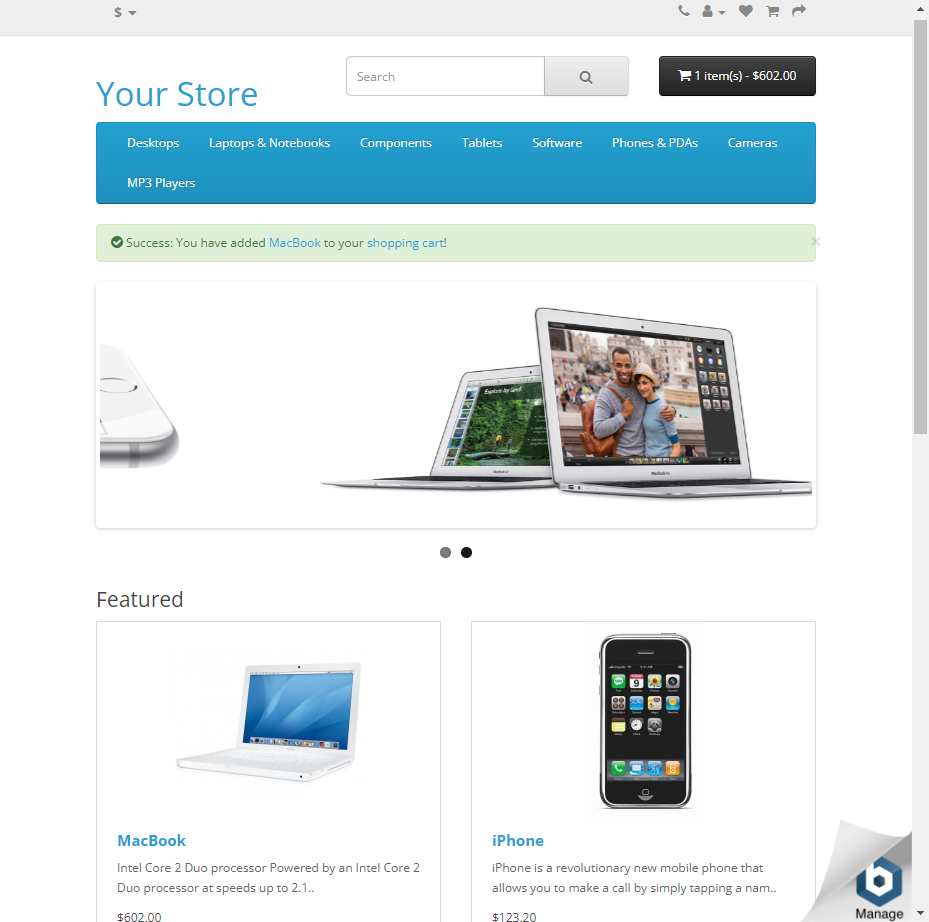 $
Your Store
Search
1 item(s) - $602.00
Desktops
Laptops & Notebooks
Components
Tablets
Software
Phones & PDAs
Cameras
MP3 Players
Success: You have added MacBook to your shopping cart!
×
Explore by land.
Featured
MacBook
Intel Core 2 Duo processor Powered by an Intel Core 2
Duo processor at speeds up to 2.1..
$602.00
iPhone
iPhone is a revolutionary new mobile phone that
allows you to make a call by simply tapping a nam..
$123.20
Manage